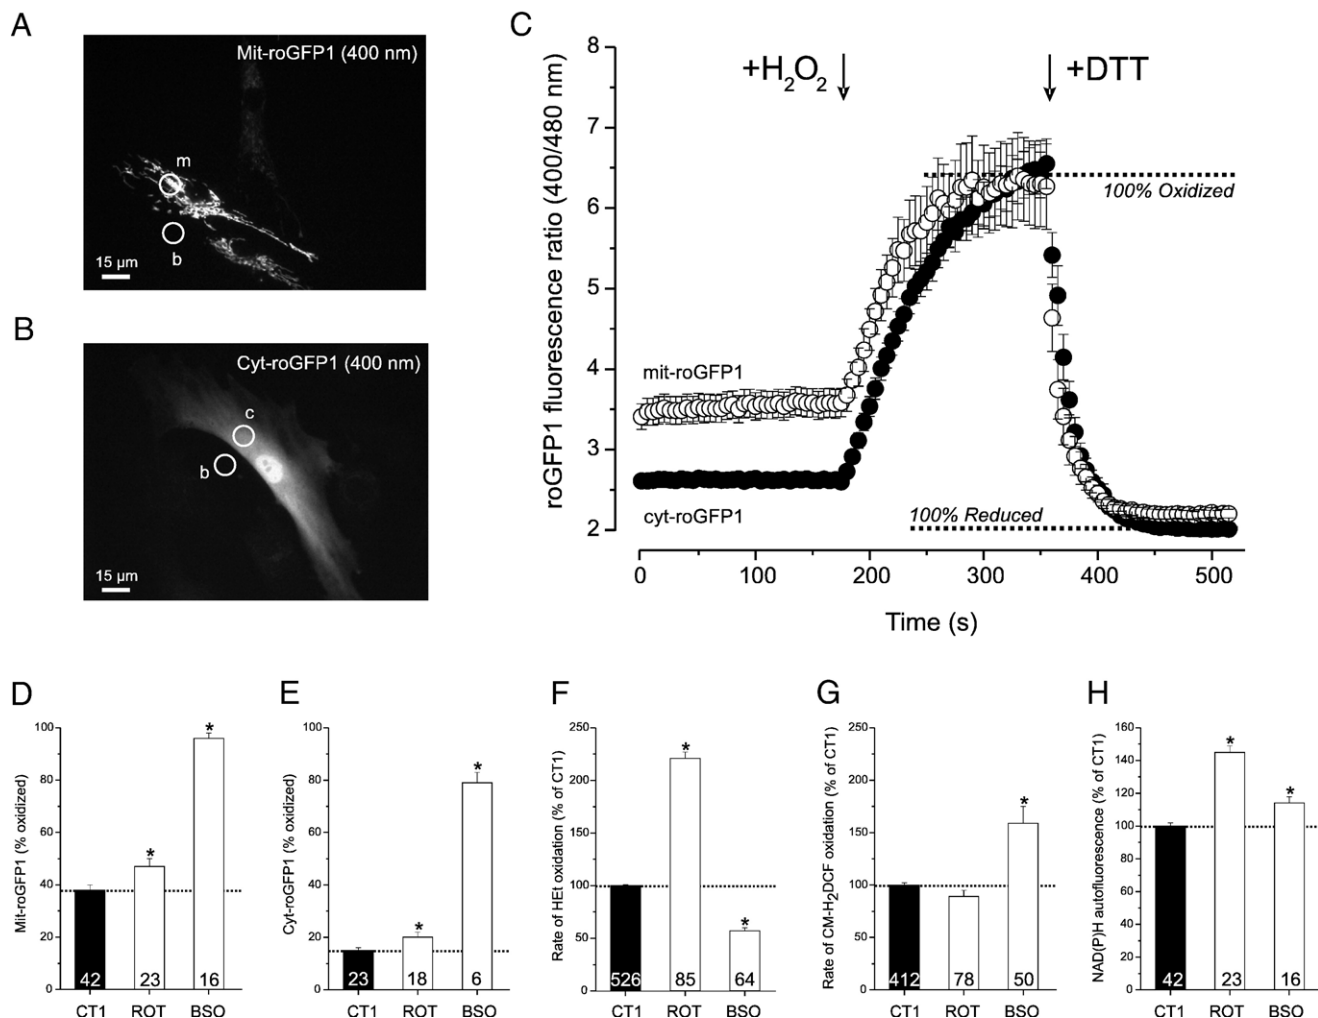 A
Mit-roGFP1 (400 nm)
m
b
15 µm
B
Cyt-roGFP1 (400 nm)
c
b
15 µm
C
roGFP1 fluorescence ratio (400/480 nm)
8
7
6
5
4
3
2
+H₂O₂
+DTT
100% Oxidized
mit-roGFP1
cyt-roGFP1
100% Reduced
0 100 200 300 400 500
Time (s)
D
Mit-roGFP1 (% oxidized)
100
80
60
40
20
0
* *
42 23 16
CT1 ROT BSO
E
Cyt-roGFP1 (% oxidized)
100
80
60
40
20
0
* *
23 18 6
CT1 ROT BSO
F
Rate of HEt oxidation (% of CT1)
250
200
150
100
50
0
* *
526 85 64
CT1 ROT BSO
G
Rate of CM-H₂DCF oxidation (% of CT1)
250
200
150
100
50
0
*
412 78 50
CT1 ROT BSO
H
NAD(P)H autofluorescence (% of CT1)
160
140
120
100
80
60
40
20
0
* *
42 23 16
CT1 ROT BSO